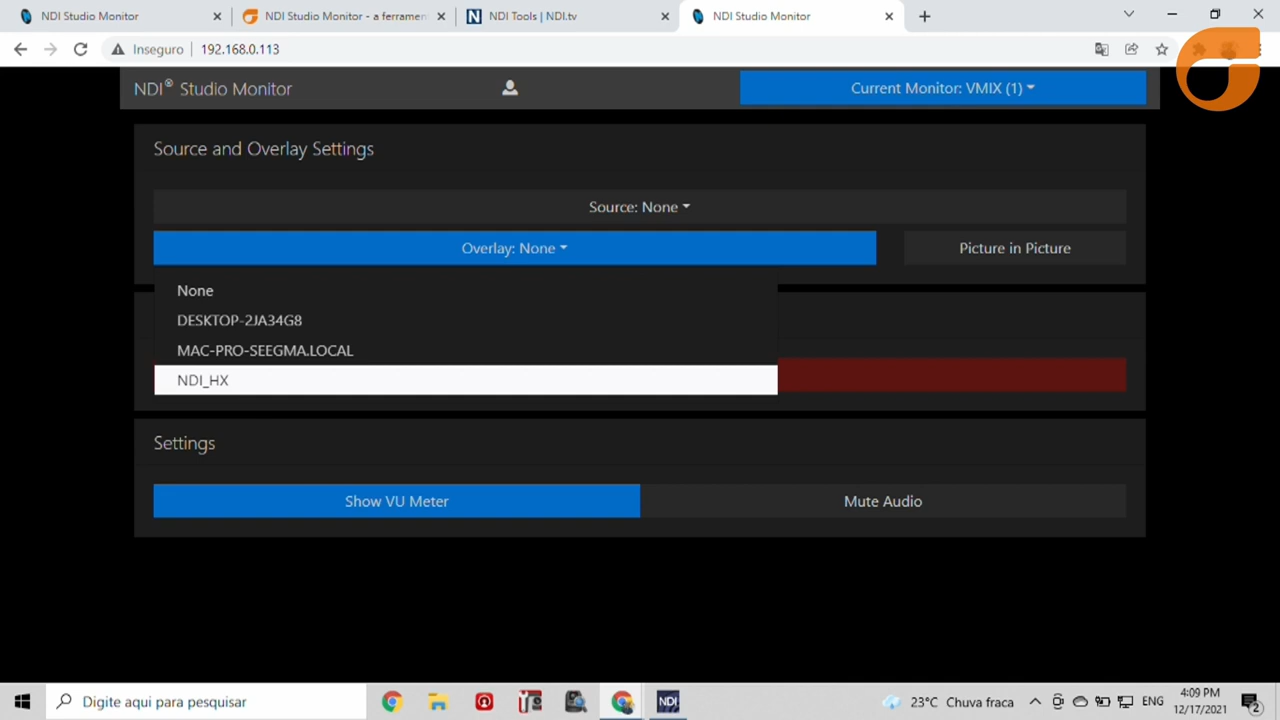 NDI Studio Monitor
NDI Studio Monitor - a ferramen
NDI Tools | NDI.tv
NDI Studio Monitor
Inseguro
192.168.0.113
NDI® Studio Monitor
Current Monitor: VMIX (1)
Source and Overlay Settings
Source: None
Overlay: None
Picture in Picture
None
DESKTOP-2JA34G8
MAC-PRO-SEEGMA.LOCAL
NDI_HX
Settings
Show VU Meter
Mute Audio
Digite aqui para pesquisar
NDI
23°C Chuva fraca
ENG
4:09 PM
12/17/2021
2